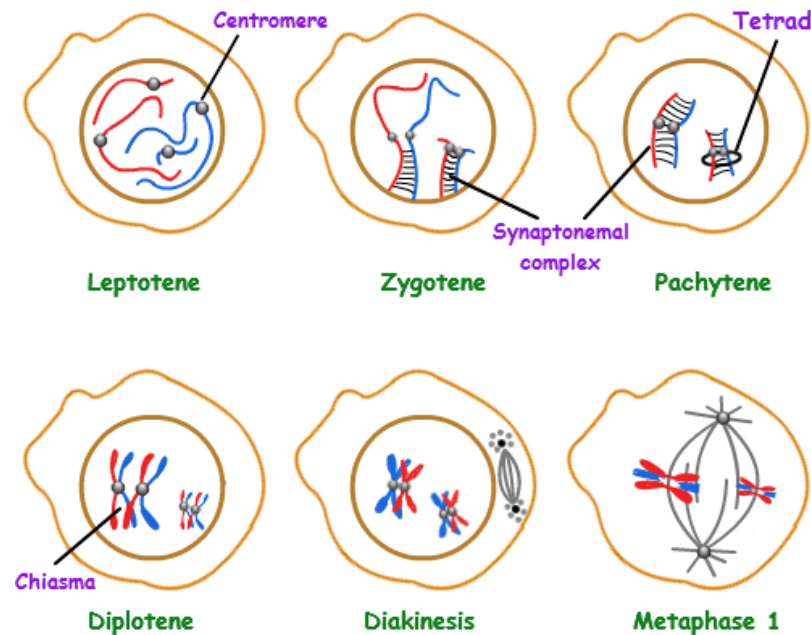 Centromere
Tetrad
Synaptonemal
complex
Leptotene
Zygotene
Pachytene
Chiasma
Diplotene
Diakinesis
Metaphase 1